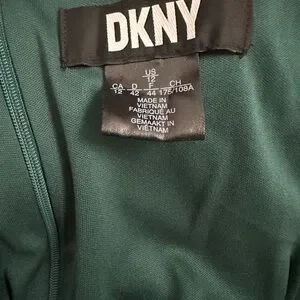 DKNY
US
12
CA D F CH
12 42 44 175/108A
MADE IN
VIETNAM
FABRIQUÉ AU
VIETNAM
GEMAAKT IN
VIETNAM